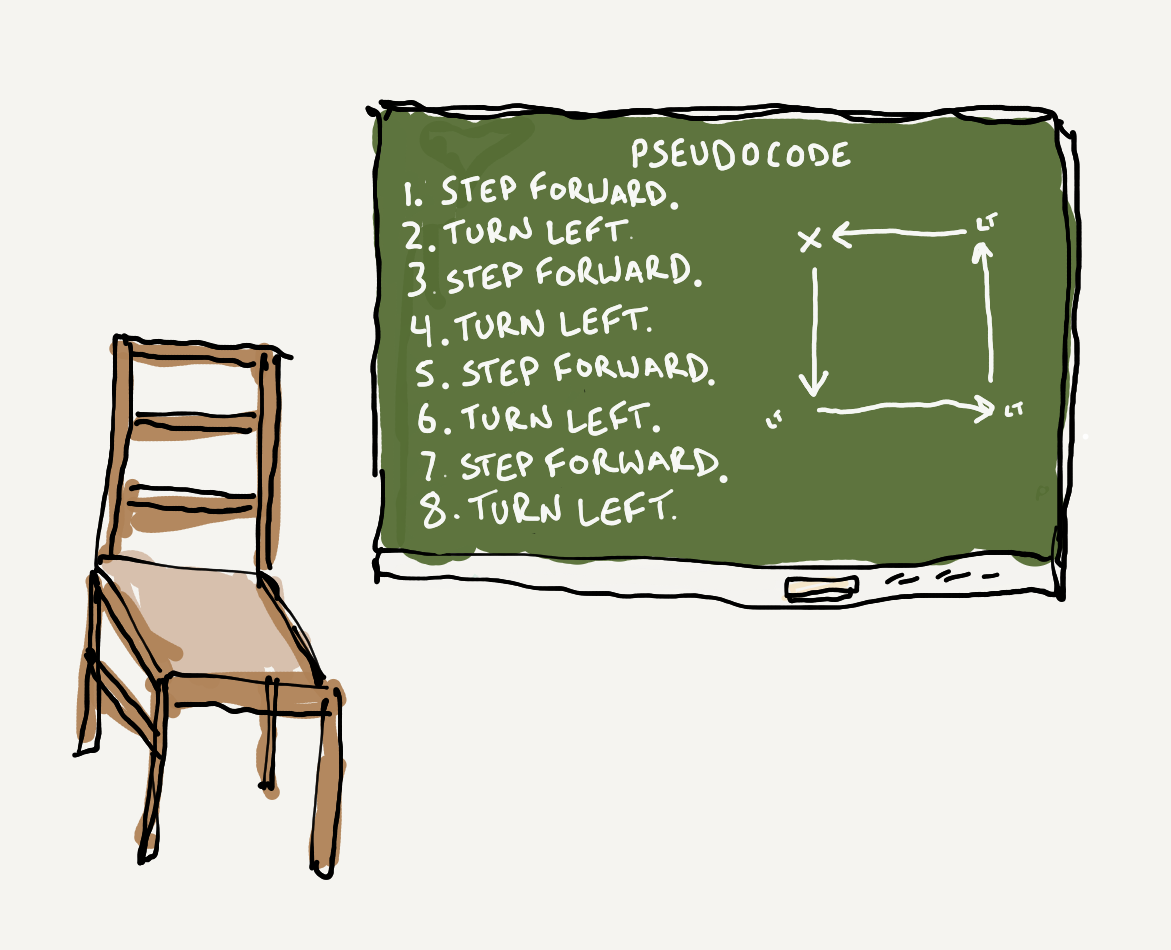 PSEUDOCODE
1. STEP FORWARD.
2. TURN LEFT.
3. STEP FORWARD.
4. TURN LEFT.
5. STEP FORWARD.
6. TURN LEFT.
7. STEP FORWARD.
8. TURN LEFT.
X LT
LT LT